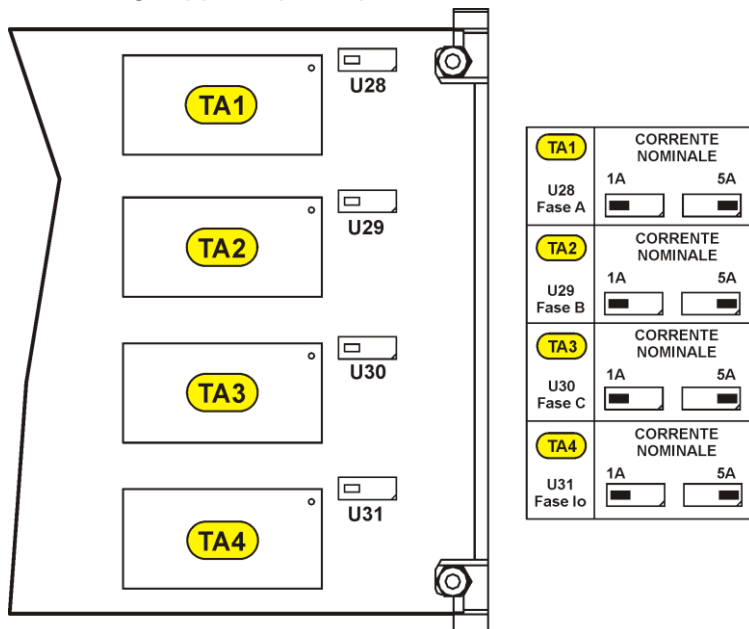 TA1
U28
TA2
U29
TA3
U30
TA4
U31
TA1
CORRENTE
NOMINALE
U28
Fase A
1A
5A
TA2
CORRENTE
NOMINALE
U29
Fase B
1A
5A
TA3
CORRENTE
NOMINALE
U30
Fase C
1A
5A
TA4
CORRENTE
NOMINALE
U31
Fase Io
1A
5A